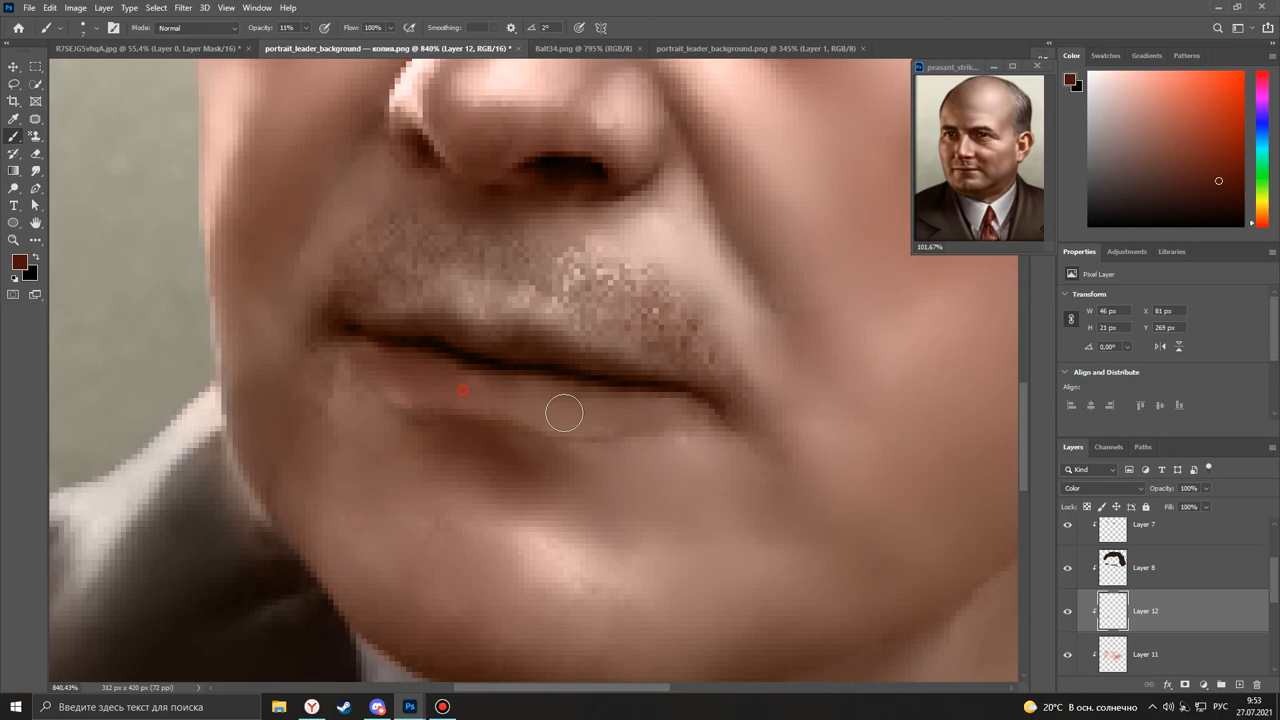 File Edit Image Layer Type Select Filter 3D View Window Help
7 Mode: Normal Opacity: 11% Flow: 100% Smoothing: 2°
R7SEJG5vhqA.jpg @ 55,4% (Layer 0, Layer Mask/16) * × portrait_leader_background — копия.png @ 840% (Layer 12, RGB/16) * × Balt34.png @ 795% (RGB/8) × portrait_leader_background.png @ 345% (Layer 1, RGB/8) ×
Color Swatches Gradients Patterns
peasant_strik...
101.67%
Properties Adjustments Libraries
Pixel Layer
Transform
W 46 px X 81 px
H 21 px Y 269 px
0,00°
Align and Distribute
Align:
Layers Channels Paths
Kind
Color Opacity: 100%
Lock: Fill: 100%
Layer 7
Layer 8
Layer 12
Layer 11
840,43% 312 px x 420 px (72 ppi)
Введите здесь текст для поиска
20°C В осн. солнечно РУС 9:53
27.07.2021